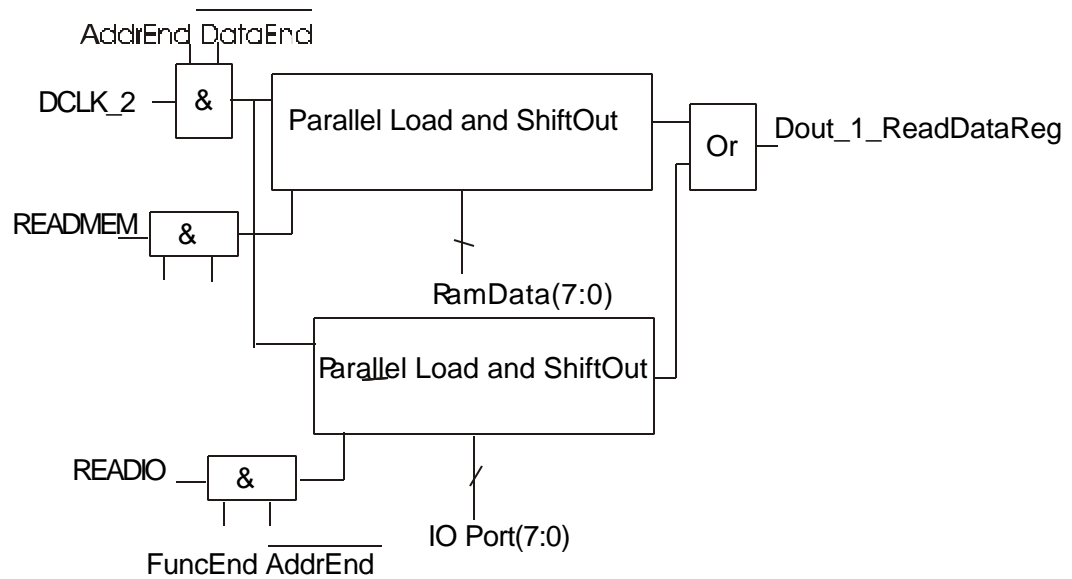 AddrEnd DataEnd
DCLK_2
&
Parallel Load and ShiftOut
Or
Dout_1_ReadDataReg
READMEM
&
RamData(7:0)
Parallel Load and ShiftOut
READIO
&
IO Port(7:0)
FuncEnd AddrEnd